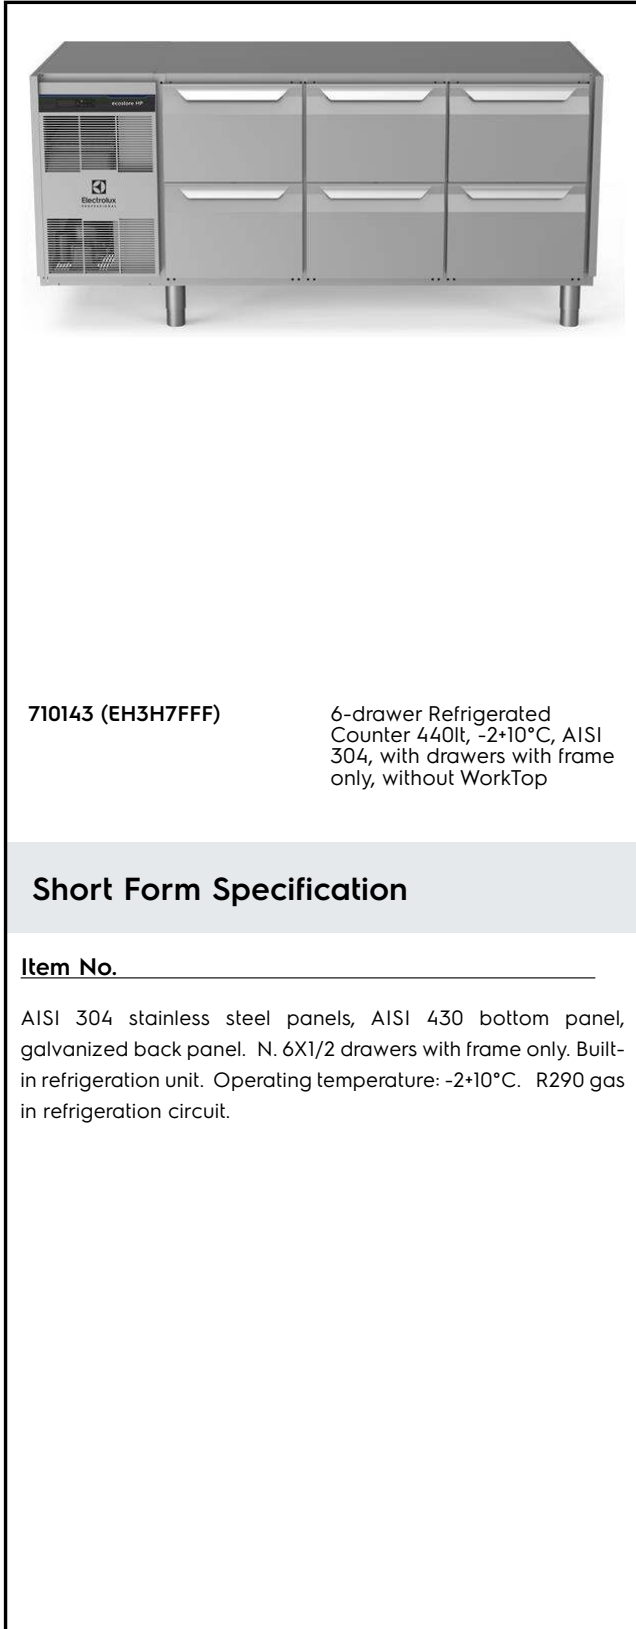 ecostore HP
Electrolux
PROFESSIONAL
710143 (EH3H7FFF)
6-drawer Refrigerated
Counter 440lt, -2+10°C, AISI
304, with drawers with frame
only, without WorkTop
Short Form Specification
Item No.
AISI 304 stainless steel panels, AISI 430 bottom panel,
galvanized back panel. N. 6X1/2 drawers with frame only. Built-
in refrigeration unit. Operating temperature: -2+10°C. R290 gas
in refrigeration circuit.